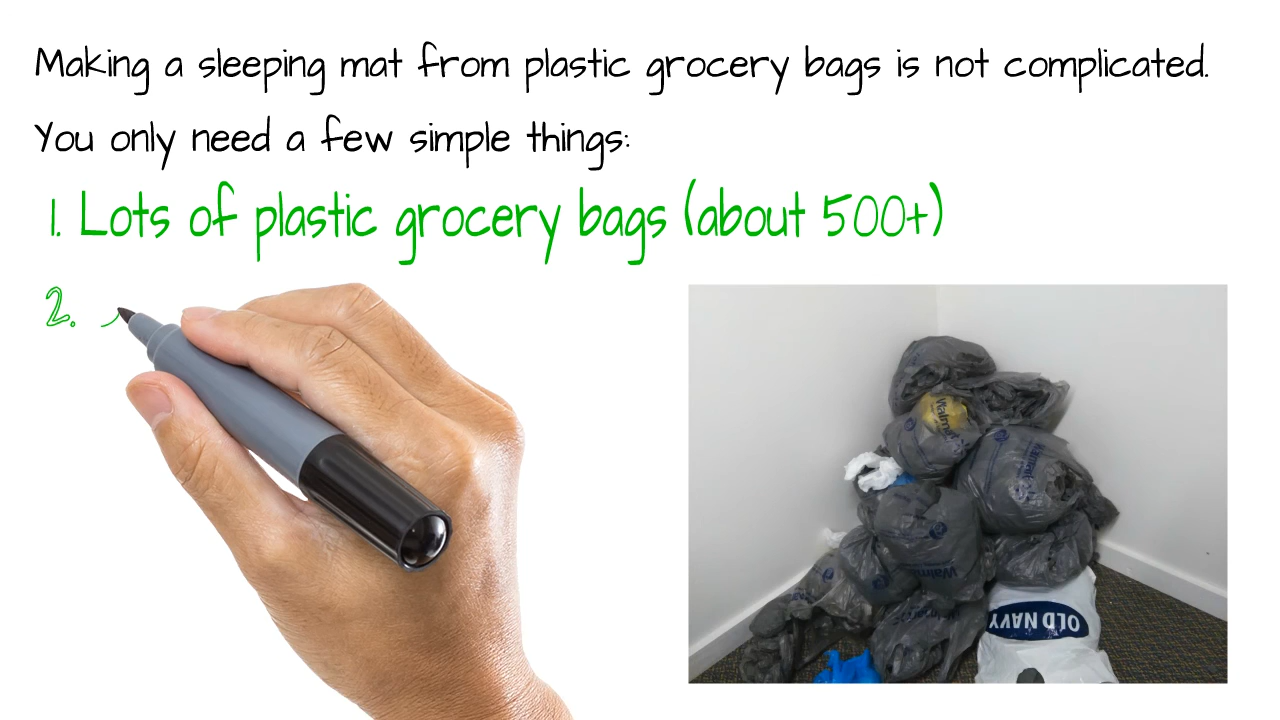 Making a sleeping mat from plastic grocery bags is not complicated.
You only need a few simple things:
1. Lots of plastic grocery bags (about 500+)
2.
OLD NAVY